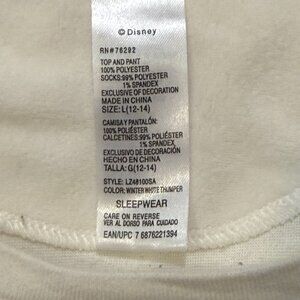 © Disney
RN#76292
TOP AND PANT
100% POLYESTER
SOCKS:99% POLYESTER
1% SPANDEX
EXCLUSIVE OF DECORATION
MADE IN CHINA
SIZE: L(12-14)
CAMISA Y PANTALÓN:
100% POLIÉSTER
CALCETINES:99% POLIÉSTER
1% SPANDEX
EXCLUSIVO DE DECORACIÓN
HECHO EN CHINA
TALLA: G(12-14)
STYLE: LZ48100SA
COLOR: WINTER WHITE THUMPER
SLEEPWEAR
CARE ON REVERSE
VER AL DORSO PARA CUIDADO
EAN/UPC 7 6876221394